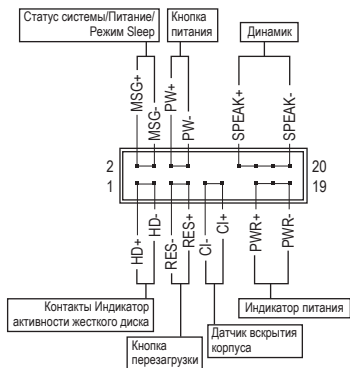 Статус системы/Питание/
Режим Sleep
Кнопка
питания
Динамик
MSG+
MSG-
PW+
PW-
SPEAK+
SPEAK-
2
20
1
19
HD+
HD-
RES-
RES+
CI-
CI+
PWR+
PWR-
Контакты Индикатор
активности жесткого диска
Индикатор питания
Кнопка
перезагрузки
Датчик вскрытия
корпуса